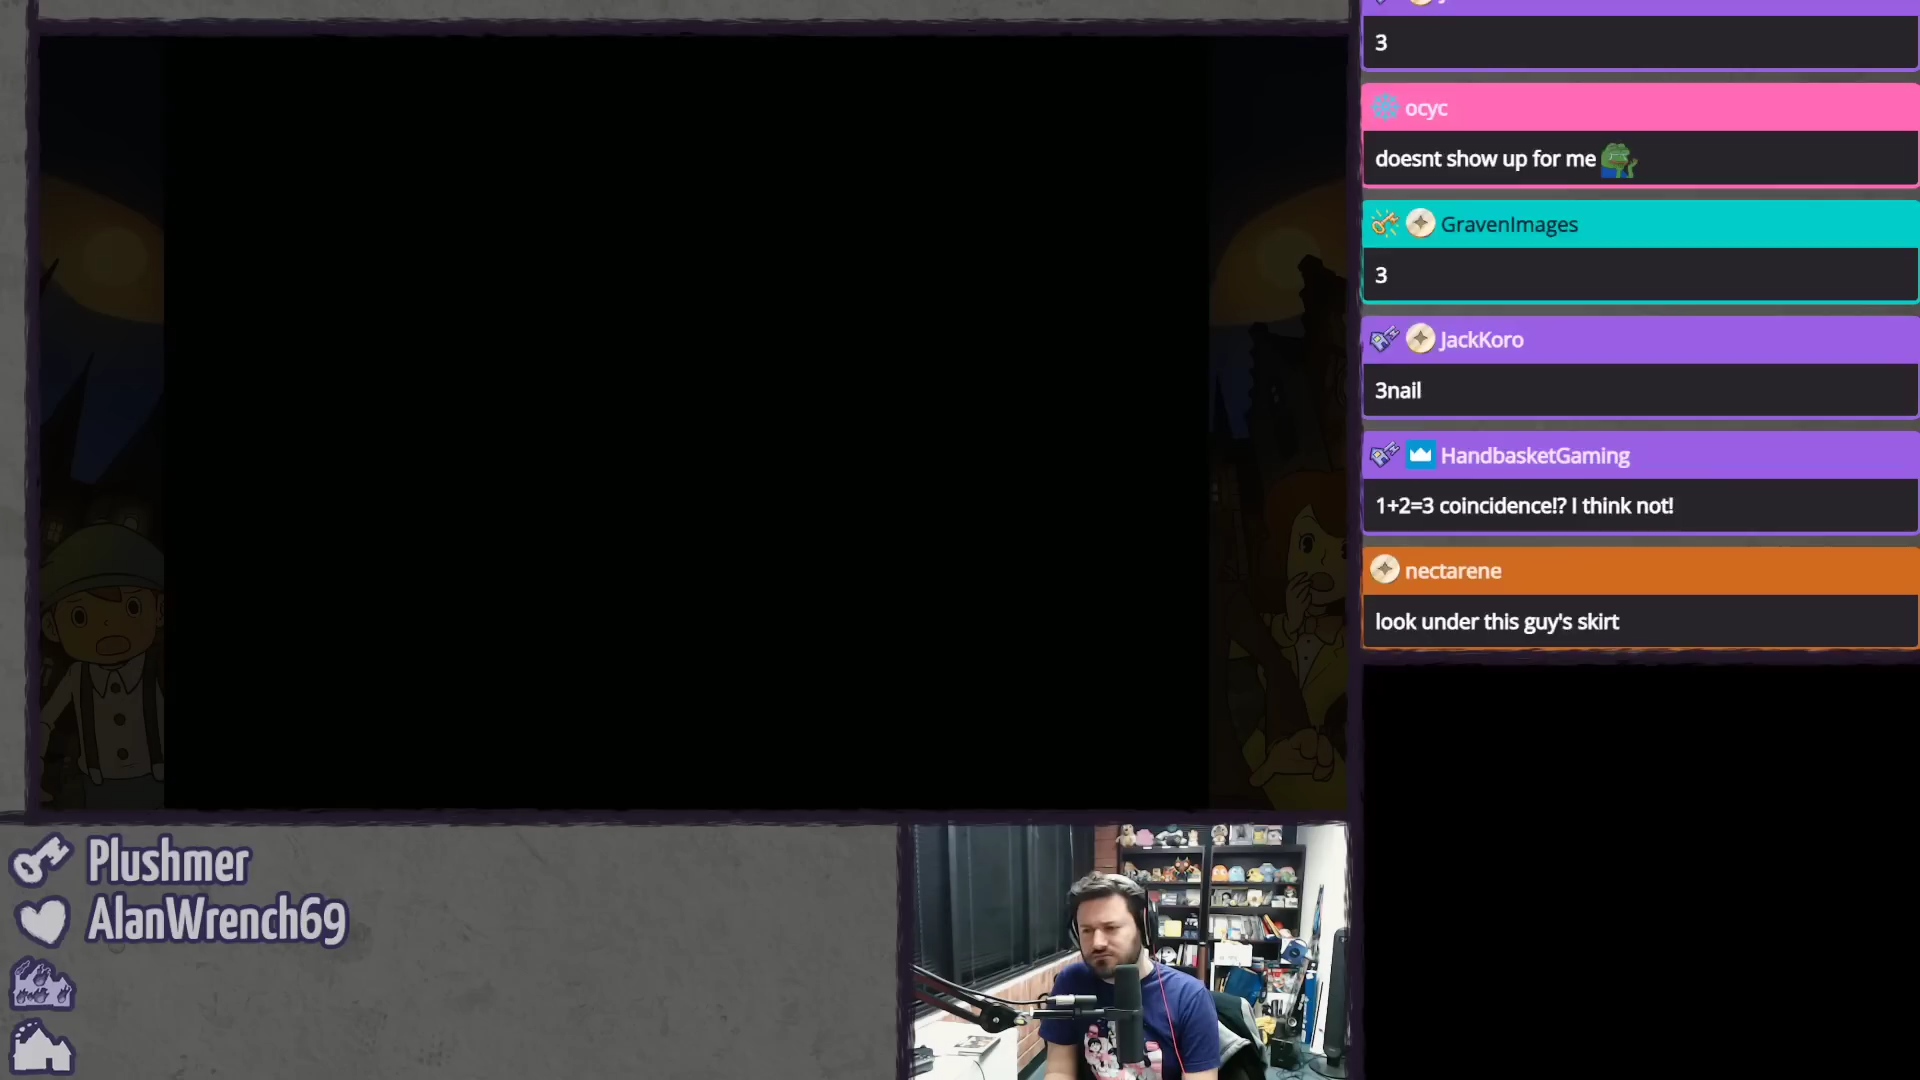 3
ocyc
doesnt show up for me
GravenImages
3
JackKoro
3nail
HandbasketGaming
1+2=3 coincidence!? I think not!
nectarene
look under this guy's skirt
Plushmer
AlanWrench69